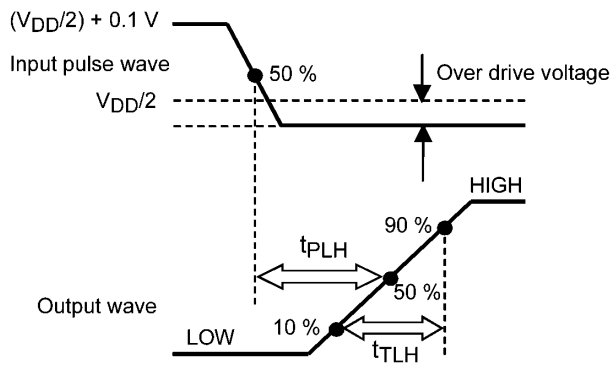 (VDD/2) + 0.1 V
Input pulse wave
50 %
Over drive voltage
VDD/2
HIGH
90 %
tPLH
50 %
Output wave
10 %
LOW
tTLH